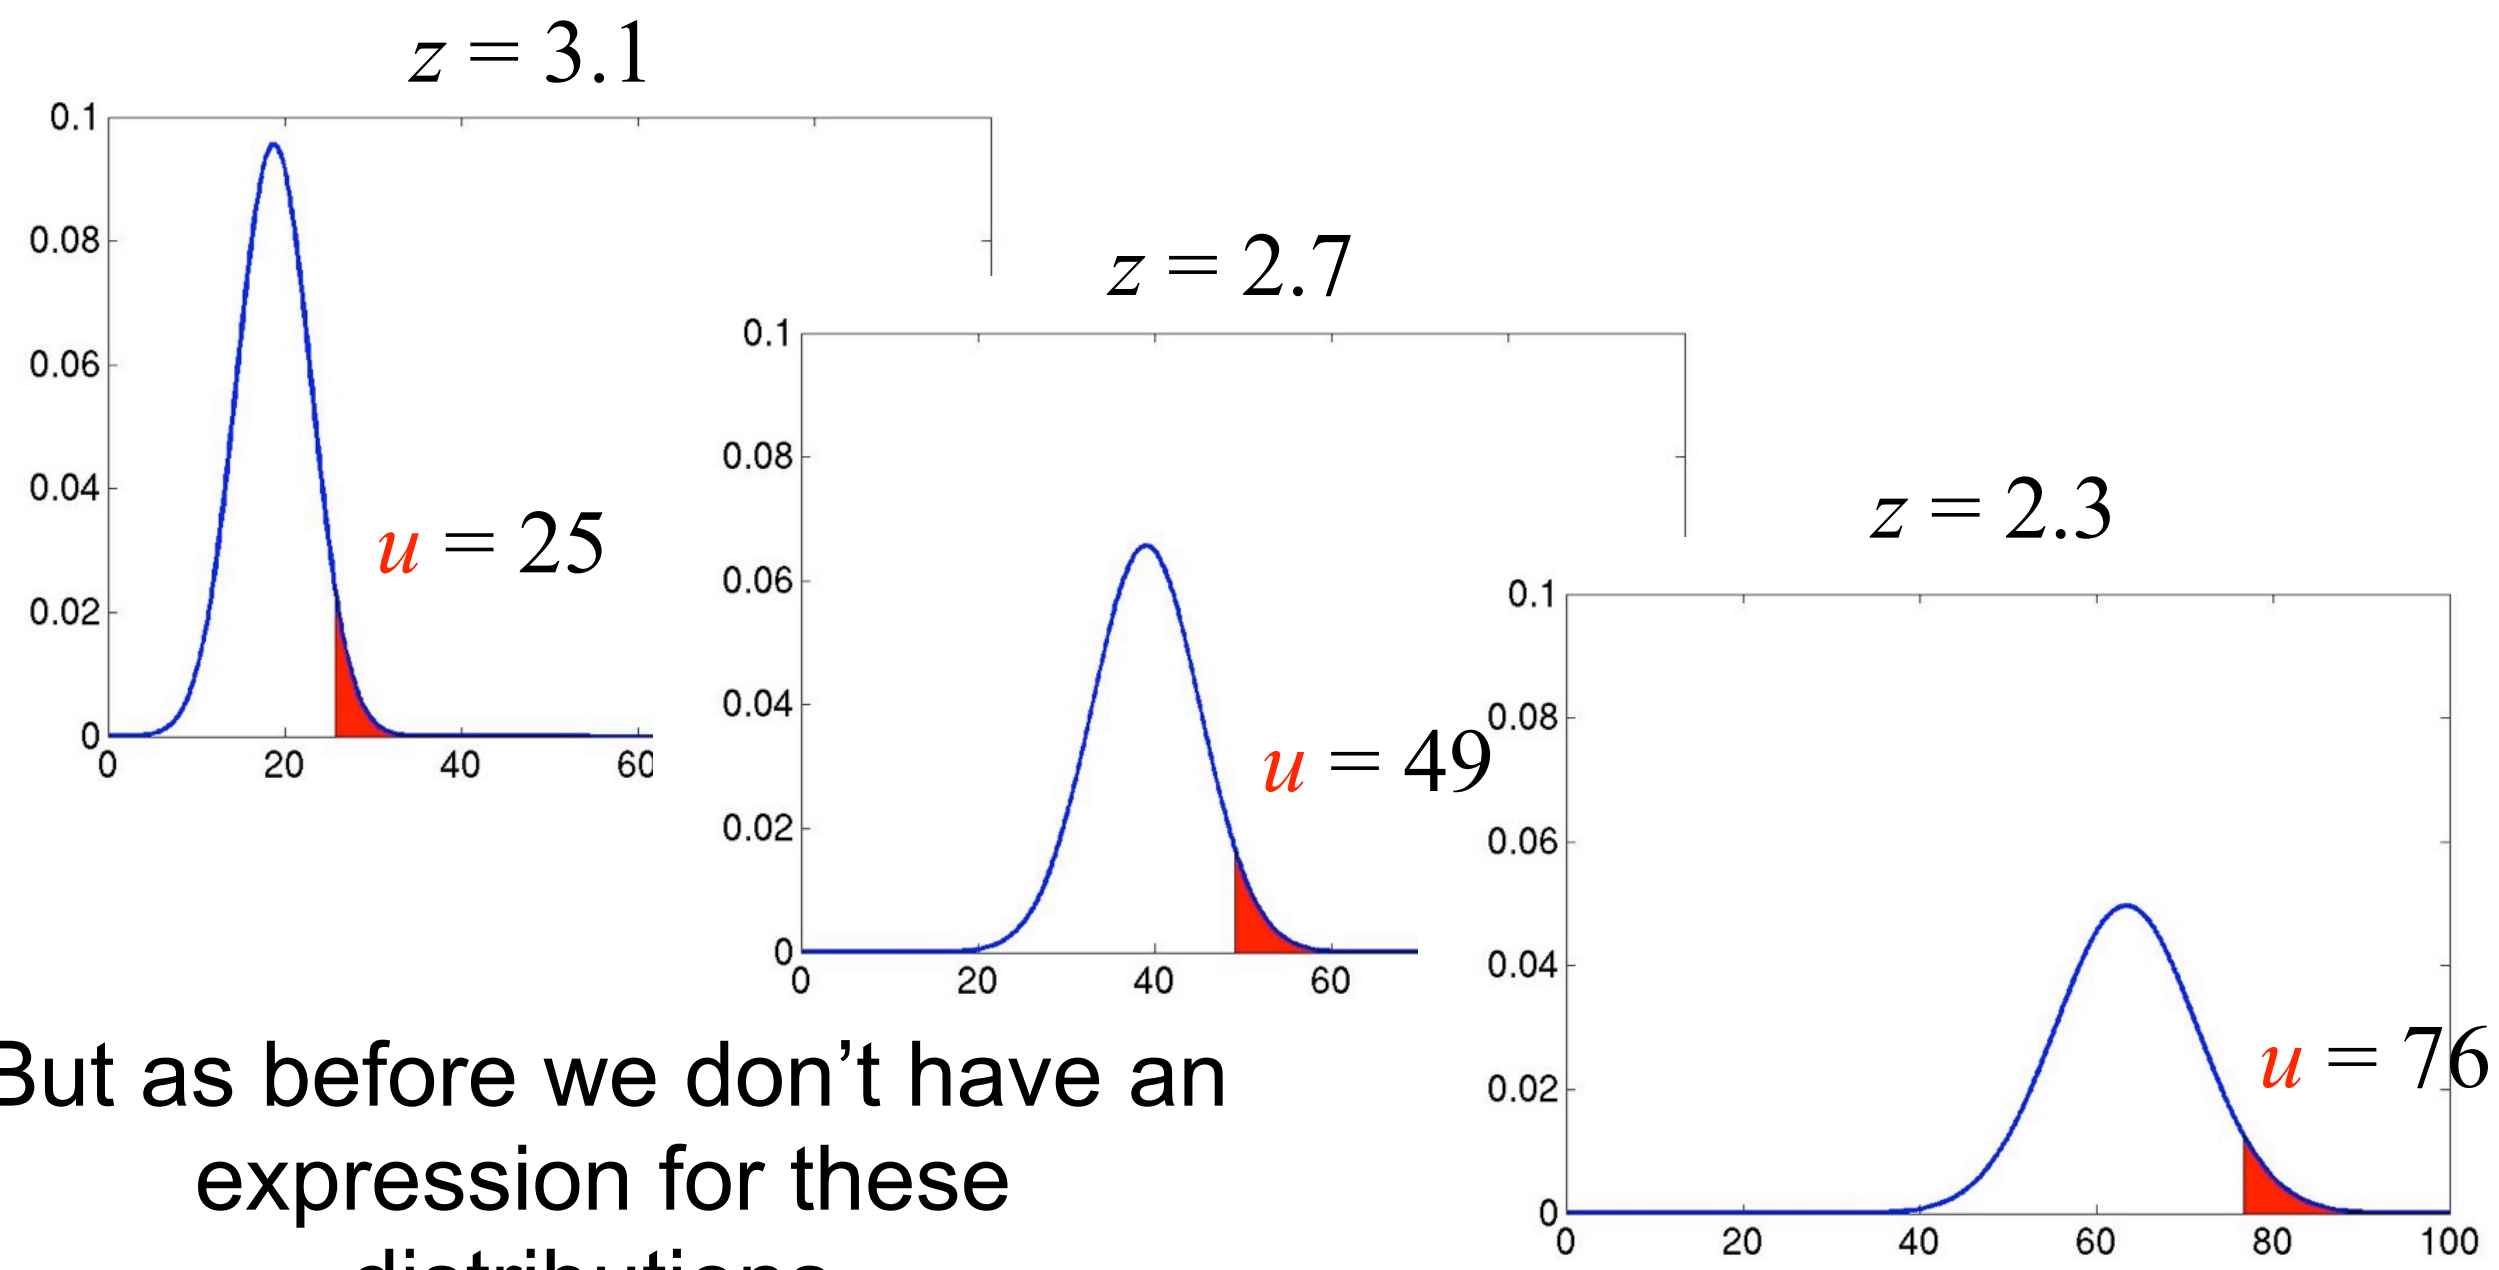 z = 3.1
0.1
0.08
0.06
0.04
0.02
0
0 20 40 60
u = 25
z = 2.7
0.1
0.08
0.06
0.04
0.02
0
0 20 40 60
u = 49
z = 2.3
0.1
0.08
0.06
0.04
0.02
0
0 20 40 60 80 100
u = 76
But as before we don’t have an
expression for these
distributions